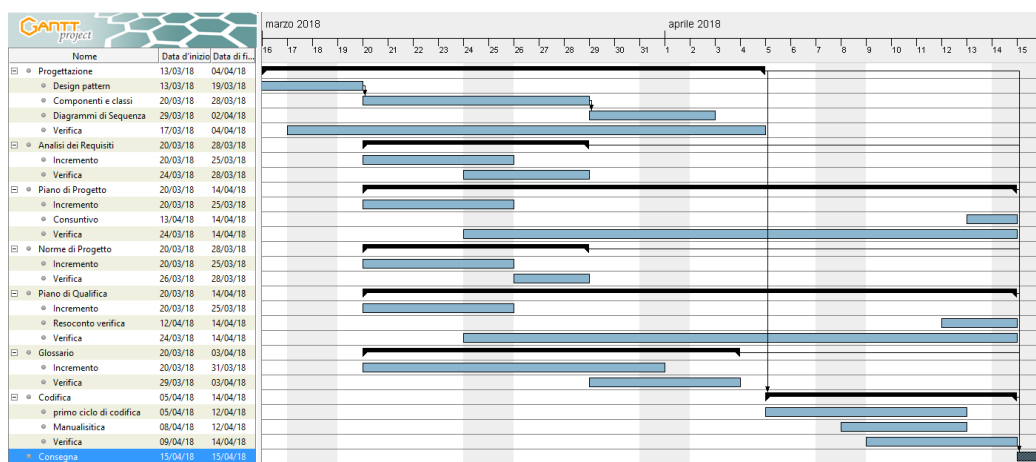 GANTT
project
marzo 2018 aprile 2018
16 17 18 19 20 21 22 23 24 25 26 27 28 29 30 31 1 2 3 4 5 6 7 8 9 10 11 12 13 14 15
Nome Data d'inizio Data di fi...
Progettazione 13/03/18 04/04/18
Design pattern 13/03/18 19/03/18
Componenti e classi 20/03/18 28/03/18
Diagrammi di Sequenza 29/03/18 02/04/18
Verifica 17/03/18 04/04/18
Analisi dei Requisiti 20/03/18 28/03/18
Incremento 20/03/18 25/03/18
Verifica 24/03/18 28/03/18
Piano di Progetto 20/03/18 14/04/18
Incremento 20/03/18 25/03/18
Consuntivo 13/04/18 14/04/18
Verifica 24/03/18 14/04/18
Norme di Progetto 20/03/18 28/03/18
Incremento 20/03/18 25/03/18
Verifica 26/03/18 28/03/18
Piano di Qualifica 20/03/18 14/04/18
Incremento 20/03/18 25/03/18
Resoconto verifica 12/04/18 14/04/18
Verifica 24/03/18 14/04/18
Glossario 20/03/18 03/04/18
Incremento 20/03/18 31/03/18
Verifica 29/03/18 03/04/18
Codifica 05/04/18 14/04/18
primo ciclo di codifica 05/04/18 12/04/18
Manualisitica 08/04/18 12/04/18
Verifica 09/04/18 14/04/18
Consegna 15/04/18 15/04/18